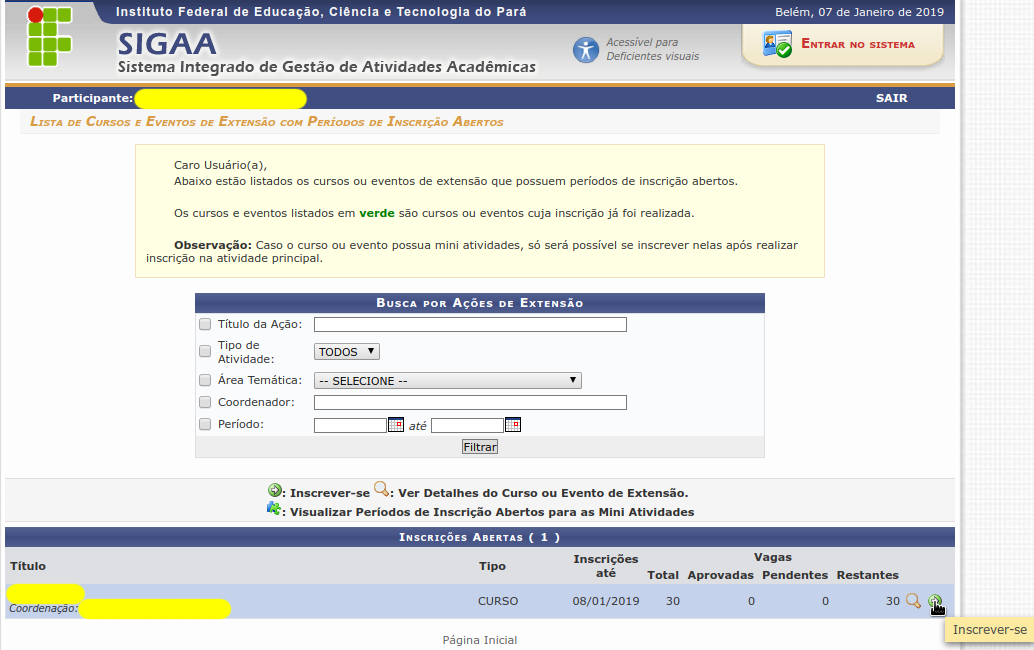 Instituto Federal de Educação, Ciência e Tecnologia do Pará
Belém, 07 de Janeiro de 2019
SIGAA
Sistema Integrado de Gestão de Atividades Acadêmicas
Acessível para
Deficientes visuais
Entrar no sistema
Participante:
SAIR
Lista de Cursos e Eventos de Extensão com Períodos de Inscrição Abertos
Caro Usuário(a),
Abaixo estão listados os cursos ou eventos de extensão que possuem períodos de inscrição abertos.
Os cursos e eventos listados em verde são cursos ou eventos cuja inscrição já foi realizada.
Observação: Caso o curso ou evento possua mini atividades, só será possível se inscrever nelas após realizar
inscrição na atividade principal.
Busca por Ações de Extensão
Título da Ação:
Tipo de
Atividade:
TODOS
Área Temática:
-- SELECIONE --
Coordenador:
Período:
até
Filtrar
: Inscrever-se : Ver Detalhes do Curso ou Evento de Extensão.
: Visualizar Períodos de Inscrição Abertos para as Mini Atividades
Inscrições Abertas ( 1 )
Título
Tipo
Inscrições
até
Vagas
Total Aprovadas Pendentes Restantes
CURSO 08/01/2019 30 0 0 30
Coordenação:
Inscrever-se
Página Inicial